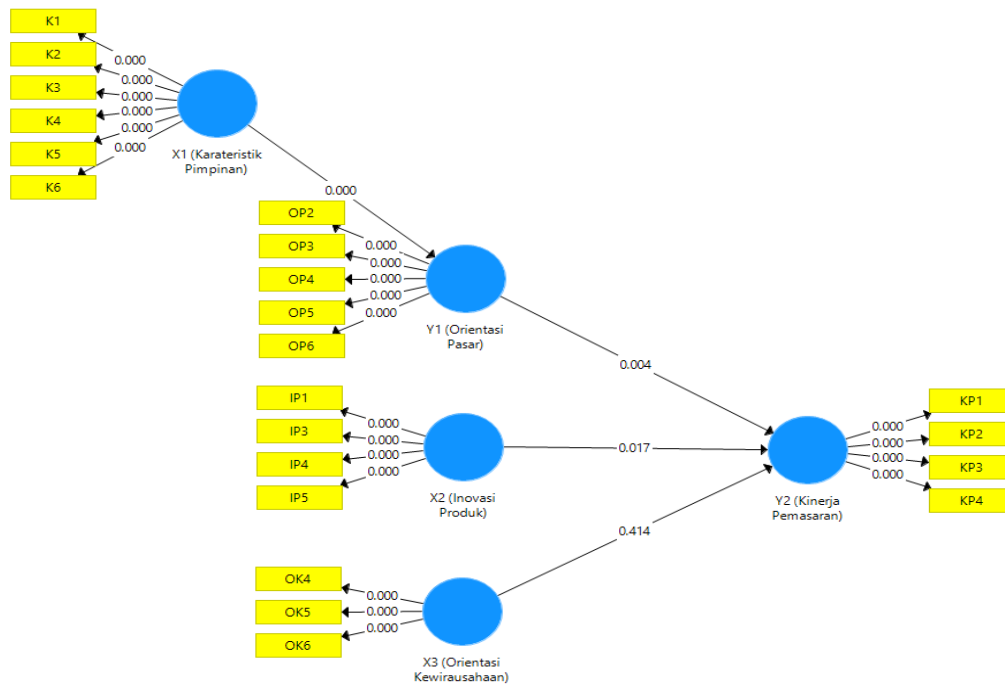 K1
K2
K3
K4
K5
K6
0.000
0.000
0.000
0.000
0.000
0.000
X1 (Karateristik
Pimpinan)
0.000
OP2
OP3
OP4
OP5
OP6
0.000
0.000
0.000
0.000
0.000
Y1 (Orientasi
Pasar)
0.004
IP1
IP3
IP4
IP5
0.000
0.000
0.000
0.000
X2 (Inovasi
Produk)
0.017
KP1
KP2
KP3
KP4
0.000
0.000
0.000
0.000
Y2 (Kinerja
Pemasaran)
0.414
OK4
OK5
OK6
0.000
0.000
0.000
X3 (Orientasi
Kewirausahaan)